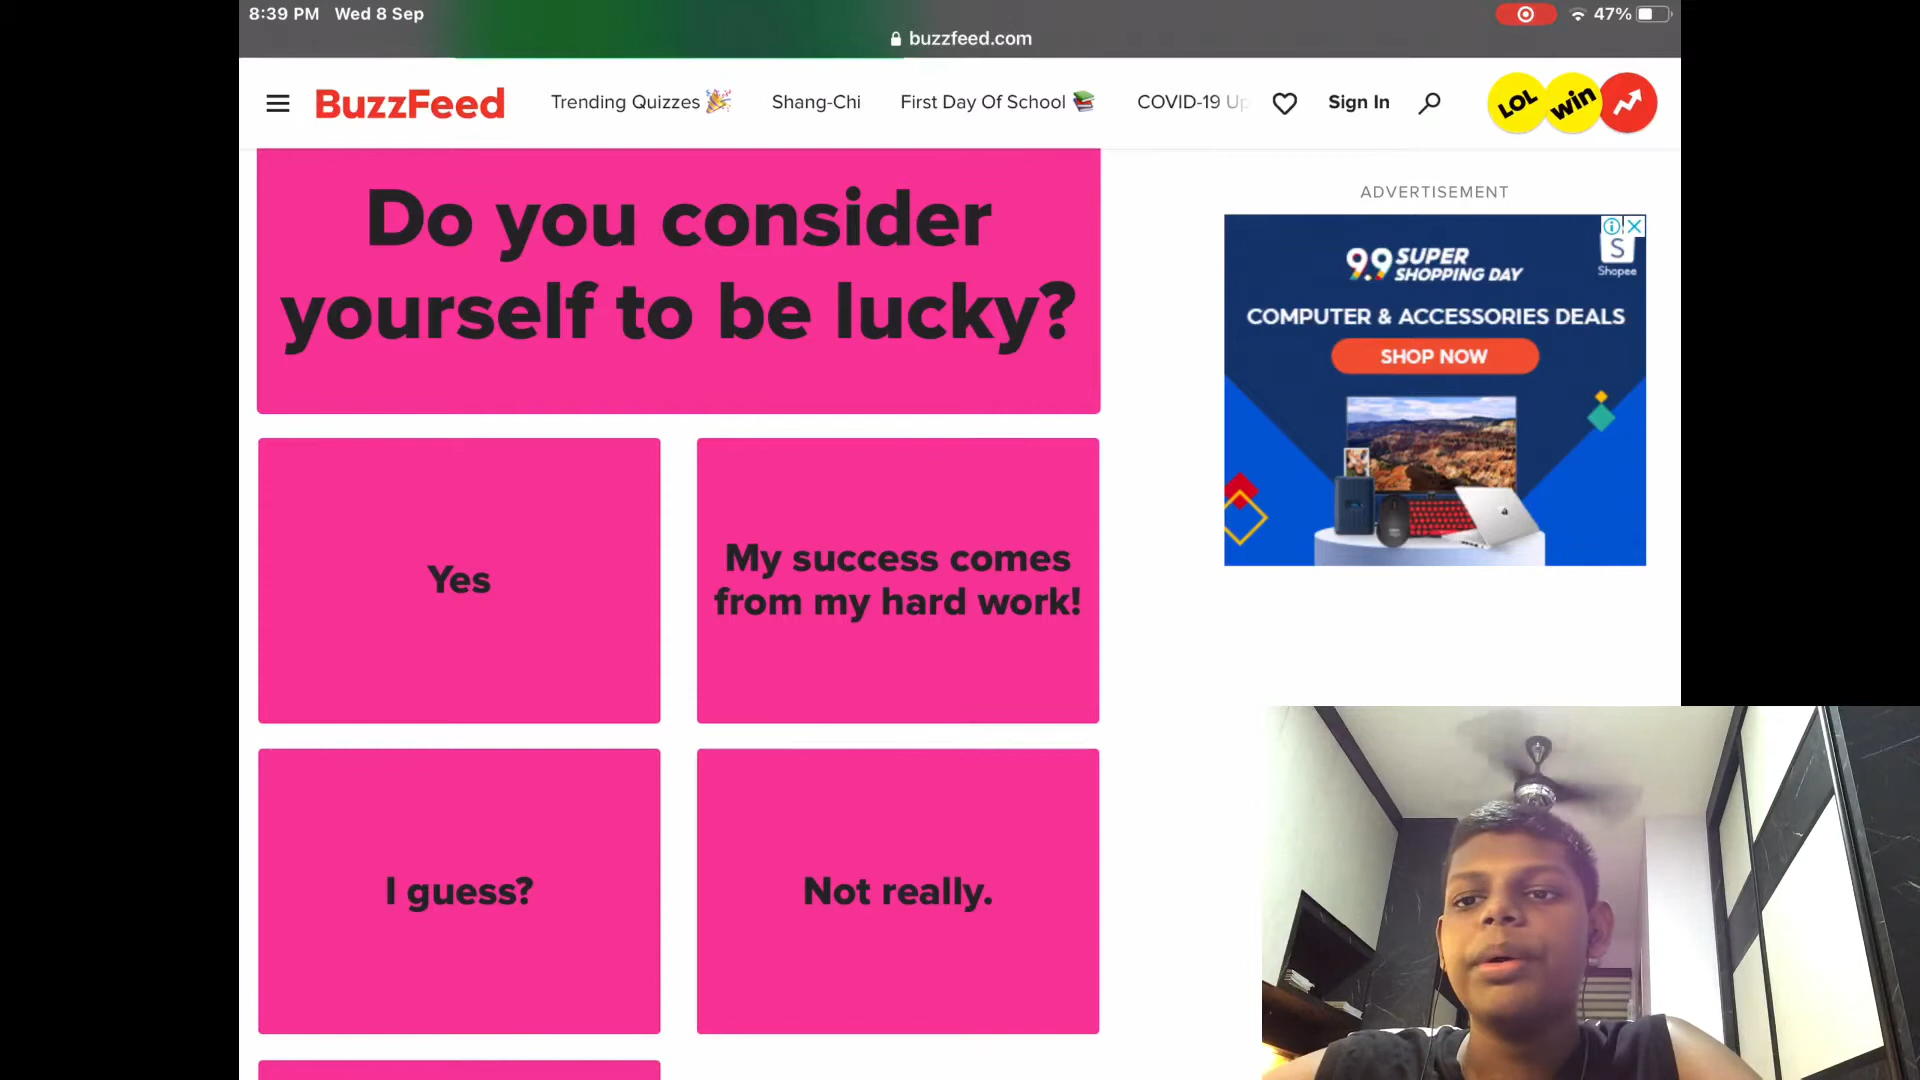 8:39 PM Wed 8 Sep
47%
buzzfeed.com
BuzzFeed
Trending Quizzes
Shang-Chi
First Day Of School
COVID-19 Up
Sign In
LOL
win
Do you consider
yourself to be lucky?
Yes
My success comes
from my hard work!
I guess?
Not really.
ADVERTISEMENT
9.9 SUPER
SHOPPING DAY
S
Shopee
COMPUTER & ACCESSORIES DEALS
SHOP NOW